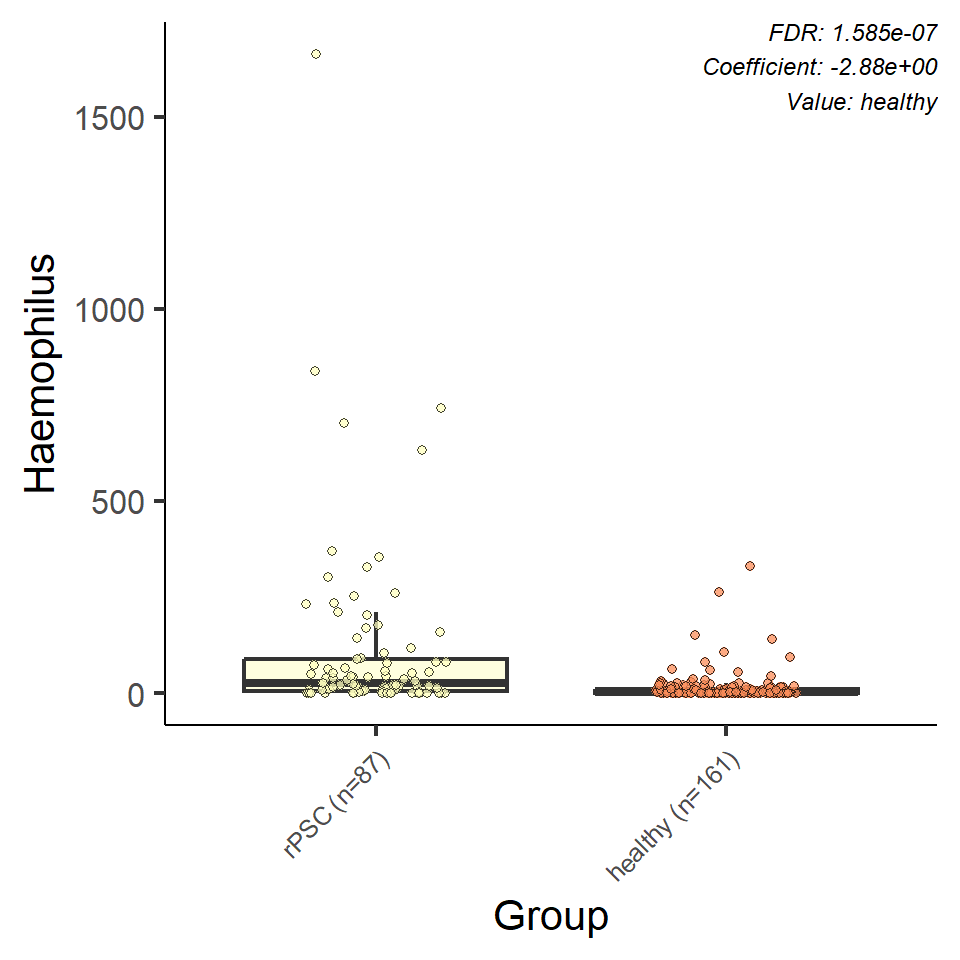 FDR: 1.585e-07
Coefficient: -2.88e+00
Value: healthy
1500
1000
500
0
Haemophilus
rPSC (n=87)
healthy (n=161)
Group